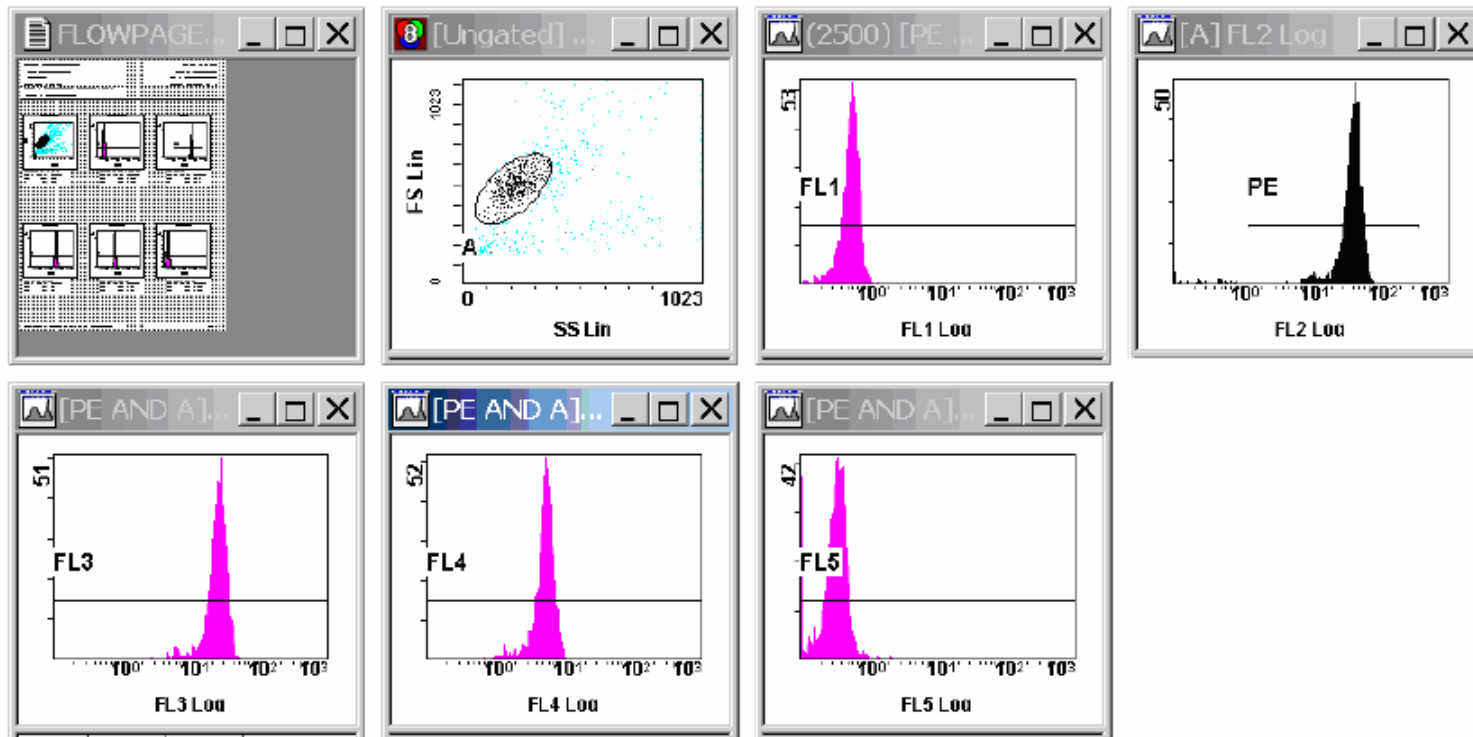 FLOWPAGE...
[Ungated] ...
(2500) [PE ...
[A] FL2 Log
8
1023
FS Lin
0
A
0
1023
SS Lin
53
FL1
10⁰
10¹
10²
10³
FL1 Log
50
PE
10⁰
10¹
10²
10³
FL2 Log
[PE AND A]...
[PE AND A]...
[PE AND A]...
51
FL3
10⁰
10¹
10²
10³
FL3 Log
52
FL4
10⁰
10¹
10²
10³
FL4 Log
42
FL5
10⁰
10¹
10²
10³
FL5 Log